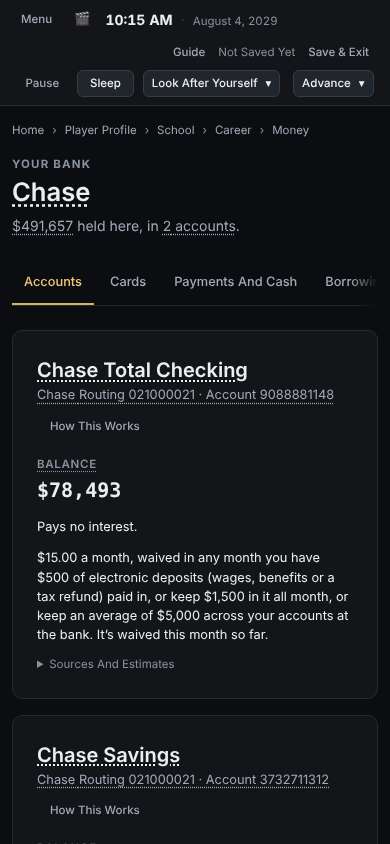 Menu 🎬 10:15 AM · August 4, 2029
Guide Not Saved Yet Save & Exit
Pause Sleep Look After Yourself ▾ Advance ▾
Home › Player Profile › School › Career › Money
YOUR BANK
Chase
$491,657 held here, in 2 accounts.
Accounts Cards Payments And Cash Borrowin
Chase Total Checking
Chase Routing 021000021 · Account 9088881148
How This Works
BALANCE
$78,493
Pays no interest.
$15.00 a month, waived in any month you have
$500 of electronic deposits (wages, benefits or a
tax refund) paid in, or keep $1,500 in it all month, or
keep an average of $5,000 across your accounts at
the bank. It’s waived this month so far.
▶ Sources And Estimates
Chase Savings
Chase Routing 021000021 · Account 3732711312
How This Works